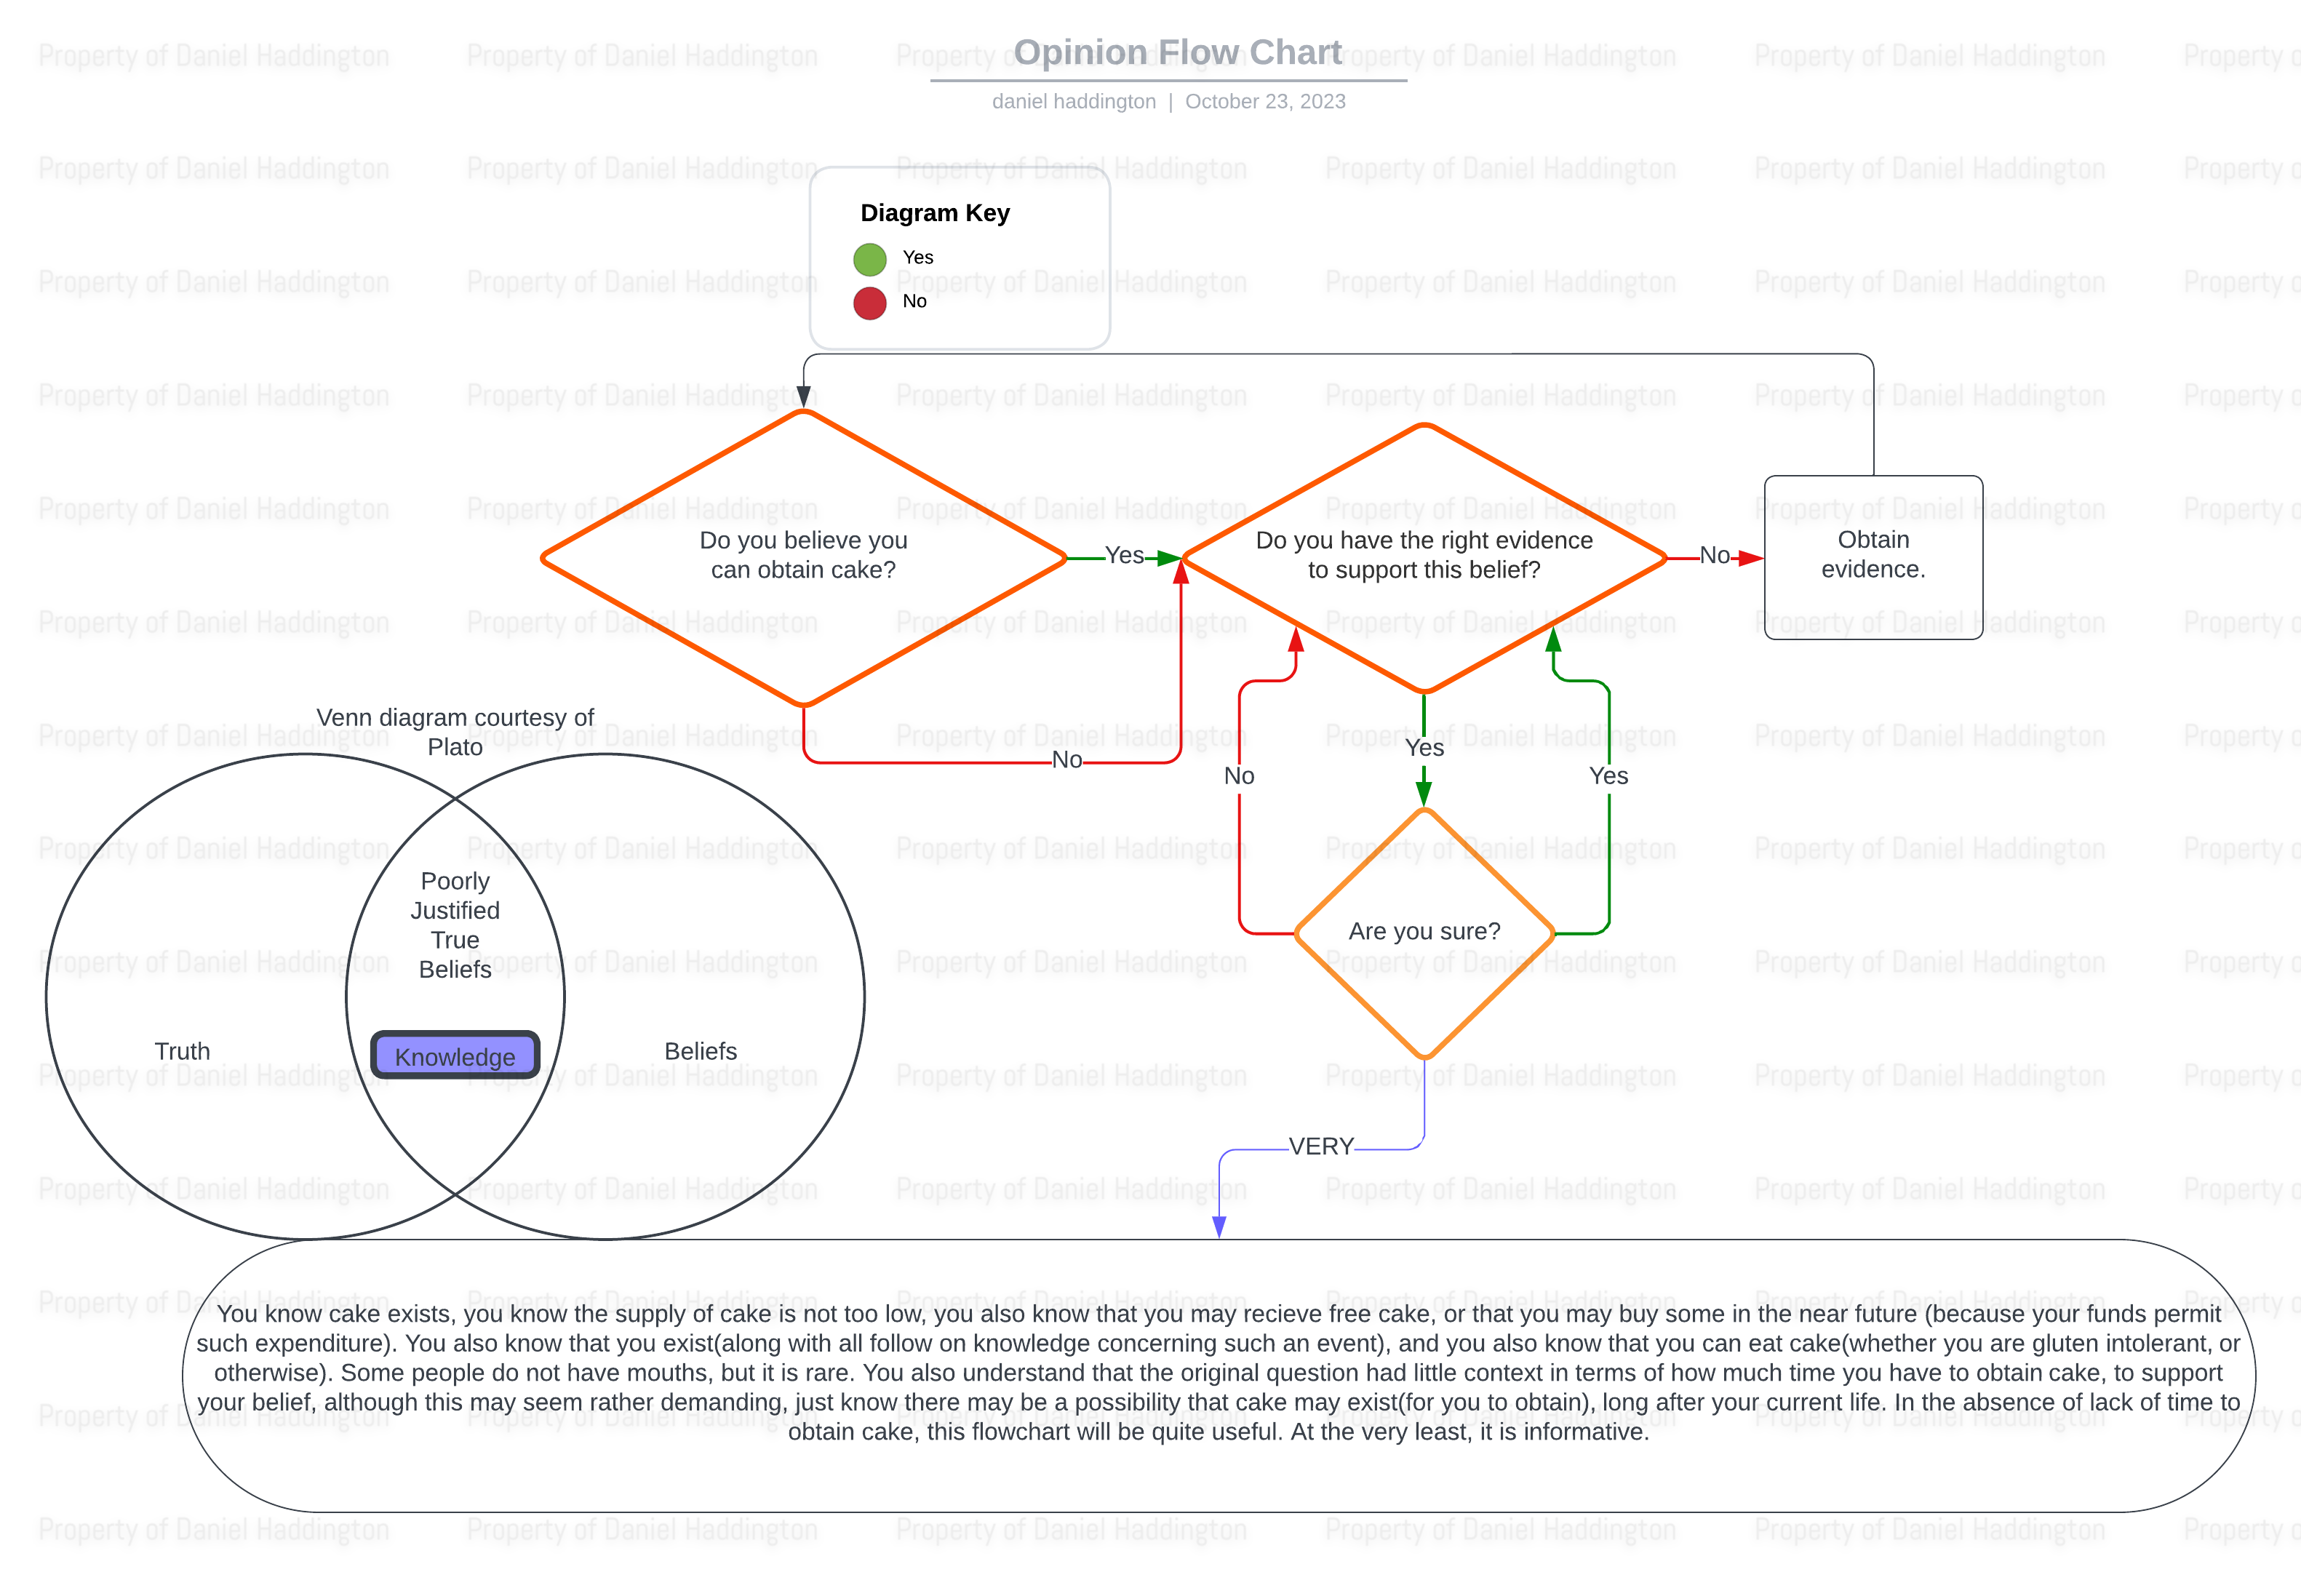 Opinion Flow Chart
daniel haddington | October 23, 2023
Diagram Key
Yes
No
Do you believe you
can obtain cake?
Yes
No
Do you have the right evidence
to support this belief?
No
Obtain
evidence.
Yes
No
Yes
Are you sure?
VERY
Venn diagram courtesy of
Plato
Poorly
Justified
True
Beliefs
Truth
Knowledge
Beliefs
You know cake exists, you know the supply of cake is not too low, you also know that you may recieve free cake, or that you may buy some in the near future (because your funds permit
such expenditure). You also know that you exist(along with all follow on knowledge concerning such an event), and you also know that you can eat cake(whether you are gluten intolerant, or
otherwise). Some people do not have mouths, but it is rare. You also understand that the original question had little context in terms of how much time you have to obtain cake, to support
your belief, although this may seem rather demanding, just know there may be a possibility that cake may exist(for you to obtain), long after your current life. In the absence of lack of time to
obtain cake, this flowchart will be quite useful. At the very least, it is informative.
Property of Daniel Haddington